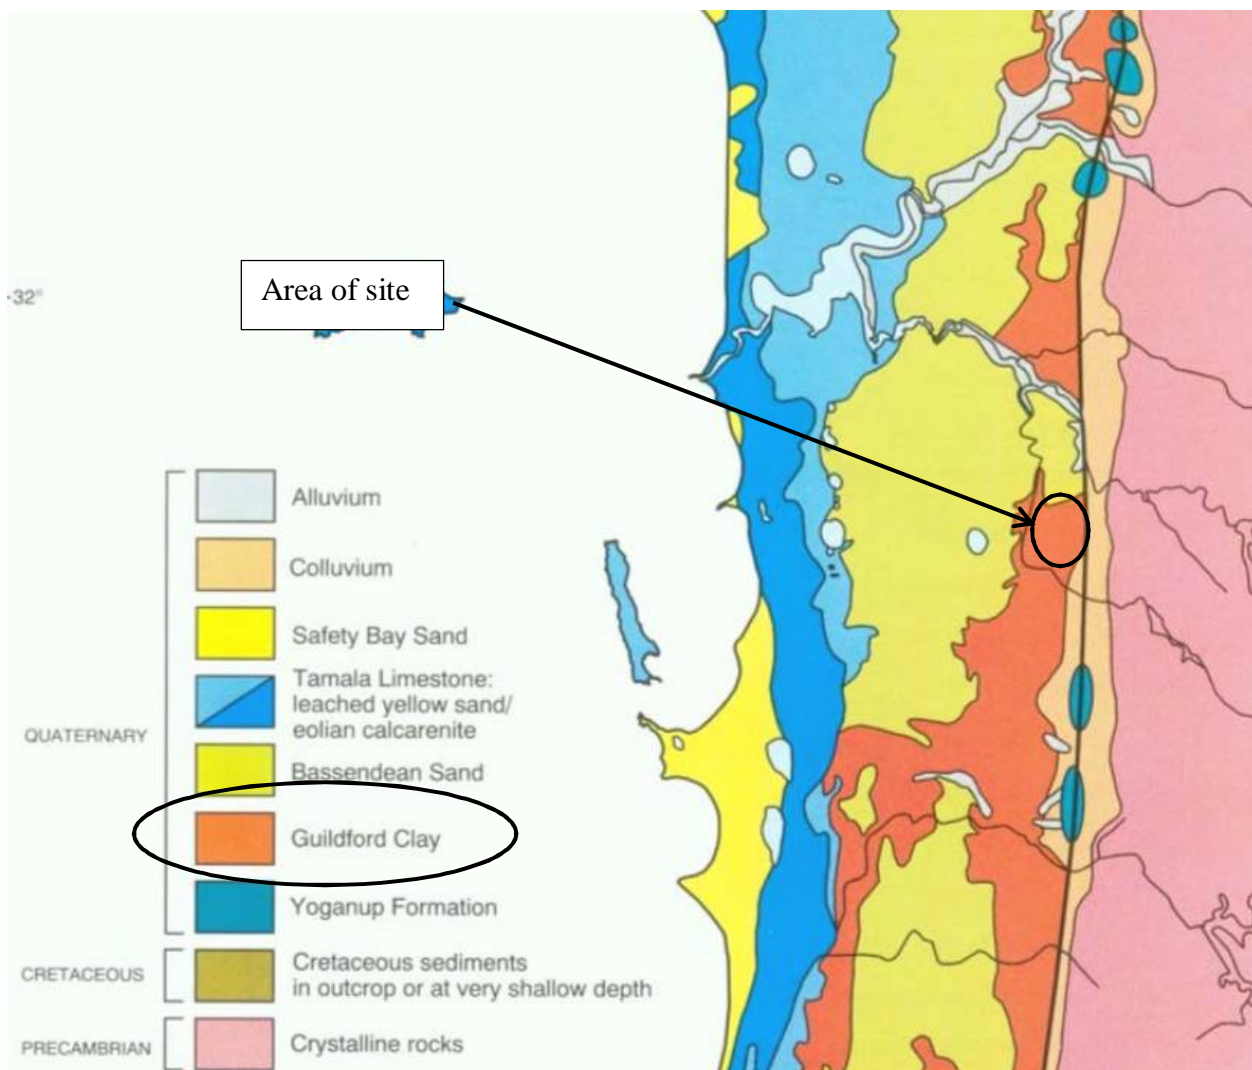 32°
Area of site
Alluvium
Colluvium
Safety Bay Sand
Tamala Limestone:
leached yellow sand/
eolian calcarenite
QUATERNARY
Bassendean Sand
Guildford Clay
Yoganup Formation
CRETACEOUS
Cretaceous sediments
in outcrop or at very shallow depth
PRECAMBRIAN
Crystalline rocks